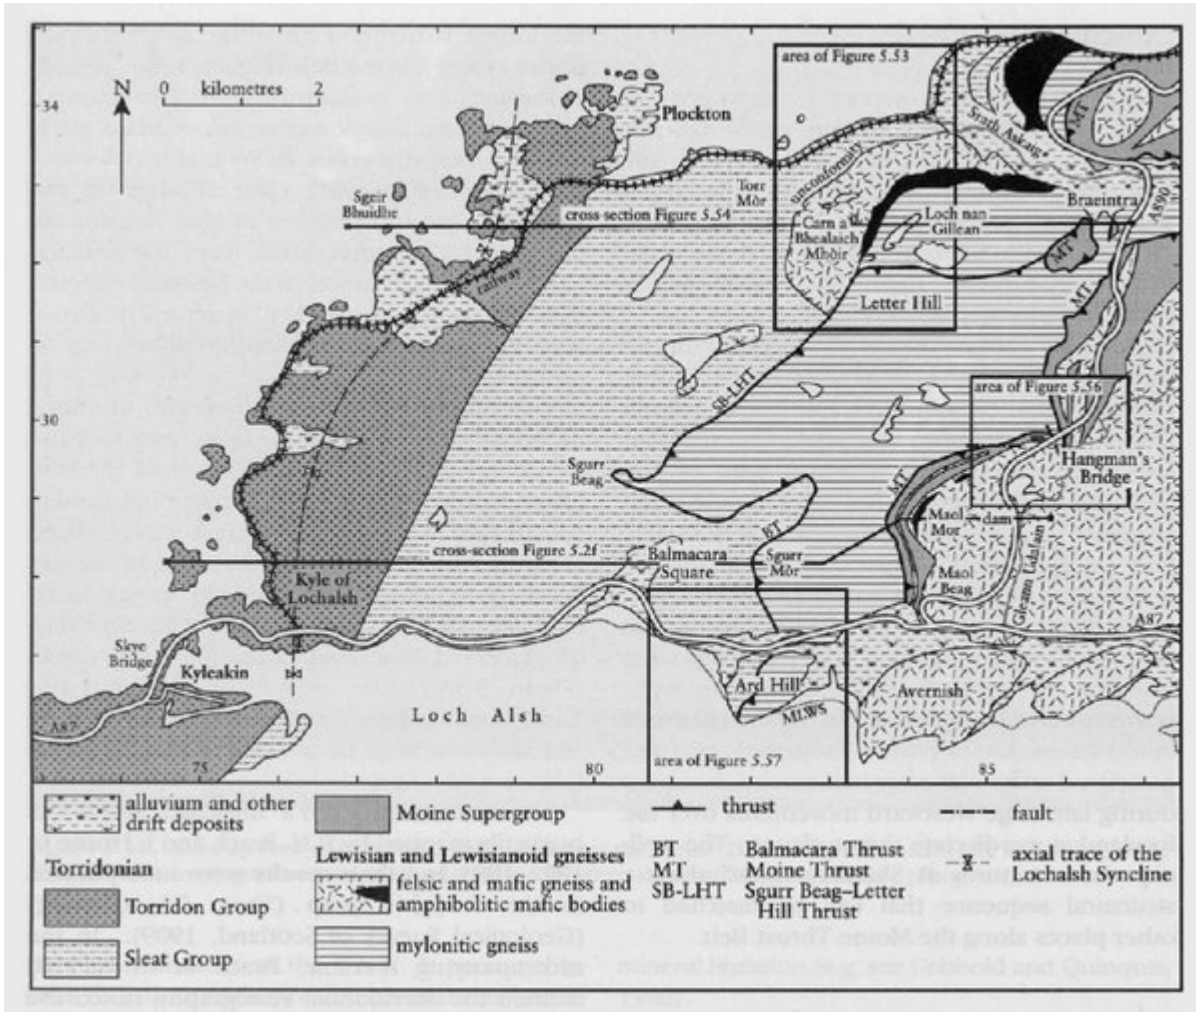 34
N
0 kilometres 2
area of Figure 5.53
Plockton
Strath Ascaig
MT
unconformity
Torr
Mòr
Sgeir
Bhuidhe
cross-section Figure 5.54
Braeintra
A890
Loch nan
Gillean
Carn a'
Bhealaich
Mhòir
MT
railway
Letter Hill
MT
area of Figure 5.56
SB-LHT
30
Sgurr
Beag
MT
Hangman's
Bridge
Maol
Mor
dam
BT
cross-section Figure 5.2f
Balmacara
Square
Sgurr
Mòr
Maol
Beag
Kyle of
Lochalsh
A87
Skye
Bridge
Kyleakin
Ard Hill
Avernish
MLWS
Loch Alsh
A87
75
80
area of Figure 5.57
85
alluvium and other
drift deposits
Torridonian
Torridon Group
Sleat Group
Moine Supergroup
Lewisian and Lewisianoid gneisses
felsic and mafic gneiss and
amphibolitic mafic bodies
mylonitic gneiss
thrust
BT Balmacara Thrust
MT Moine Thrust
SB-LHT Sgurr Beag–Letter
Hill Thrust
fault
axial trace of the
Lochalsh Syncline